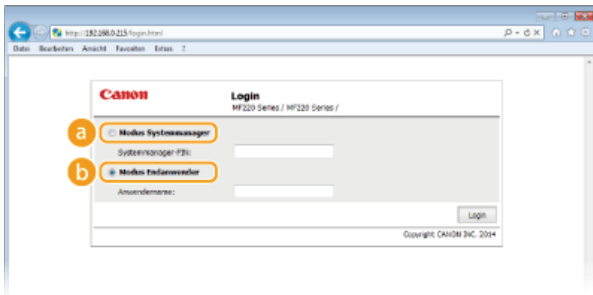 http://192.168.0.215/login.html
Datei Bearbeiten Ansicht Favoriten Extras ?
Canon
Login
MF220 Series / MF220 Series /
a
Modus Systemmanager
Systemmanager-PIN:
b
Modus Endanwender
Anwendername:
Login
Copyright CANON INC. 2014